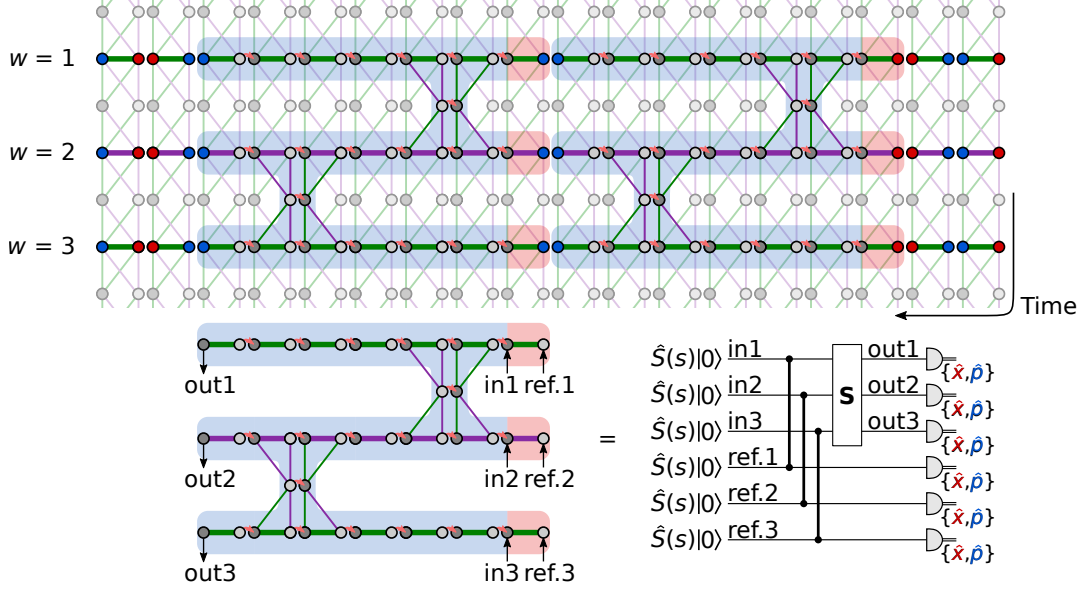 w = 1
w = 2
w = 3
Time
out1 in1 ref.1
out2 in2 ref.2
out3 in3 ref.3
=
Ŝ(s)|0⟩ in1 out1 {x̂,p̂}
Ŝ(s)|0⟩ in2 out2 {x̂,p̂}
Ŝ(s)|0⟩ in3 out3 {x̂,p̂}
Ŝ(s)|0⟩ ref.1 {x̂,p̂}
Ŝ(s)|0⟩ ref.2 {x̂,p̂}
Ŝ(s)|0⟩ ref.3 {x̂,p̂}
S